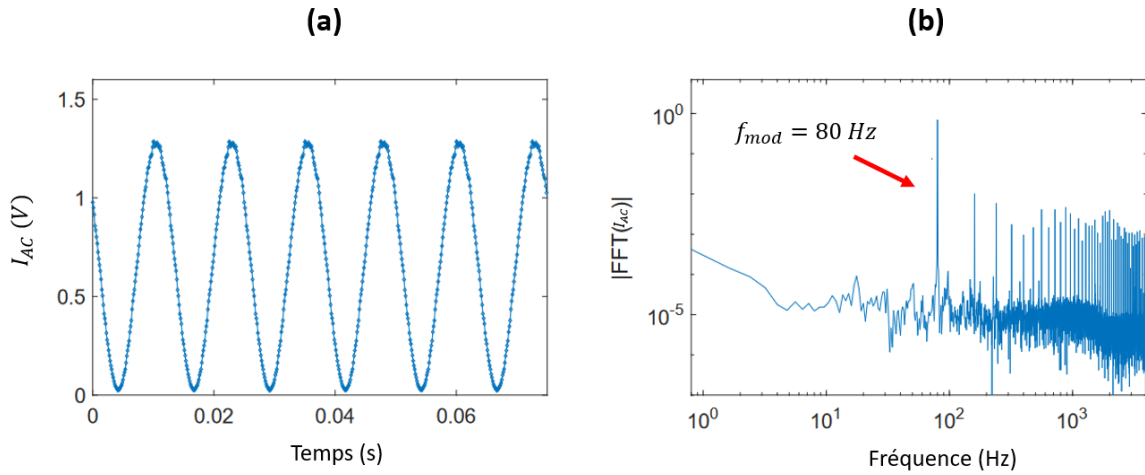 (a)
1.5
1
0.5
0
I_AC (V)
0 0.02 0.04 0.06
Temps (s)
(b)
10^0
10^-5
|FFT(I_AC)|
f_mod = 80 Hz
10^0 10^1 10^2 10^3
Fréquence (Hz)